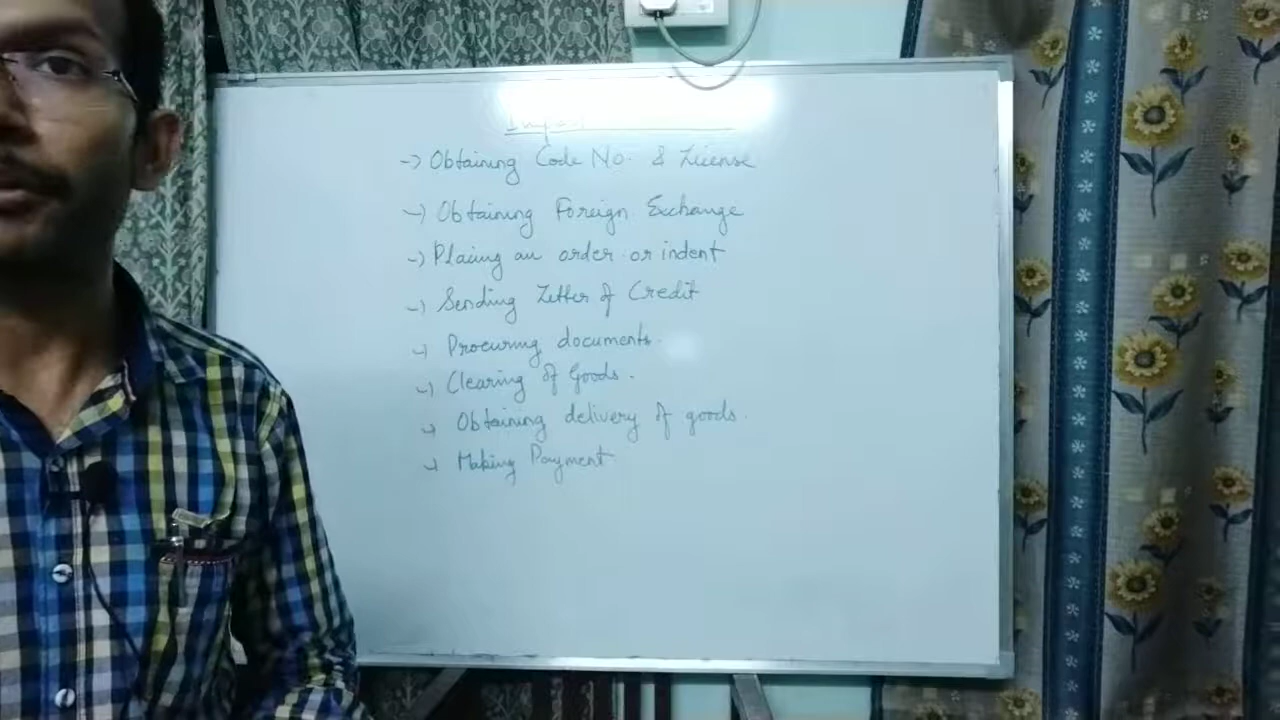 -> Obtaining Code No. & License
-> Obtaining Foreign Exchange
-> Placing an order or indent
-> Sending Letter of Credit
-> Procuring documents.
-> Clearing of Goods.
-> Obtaining delivery of goods.
-> Making Payment